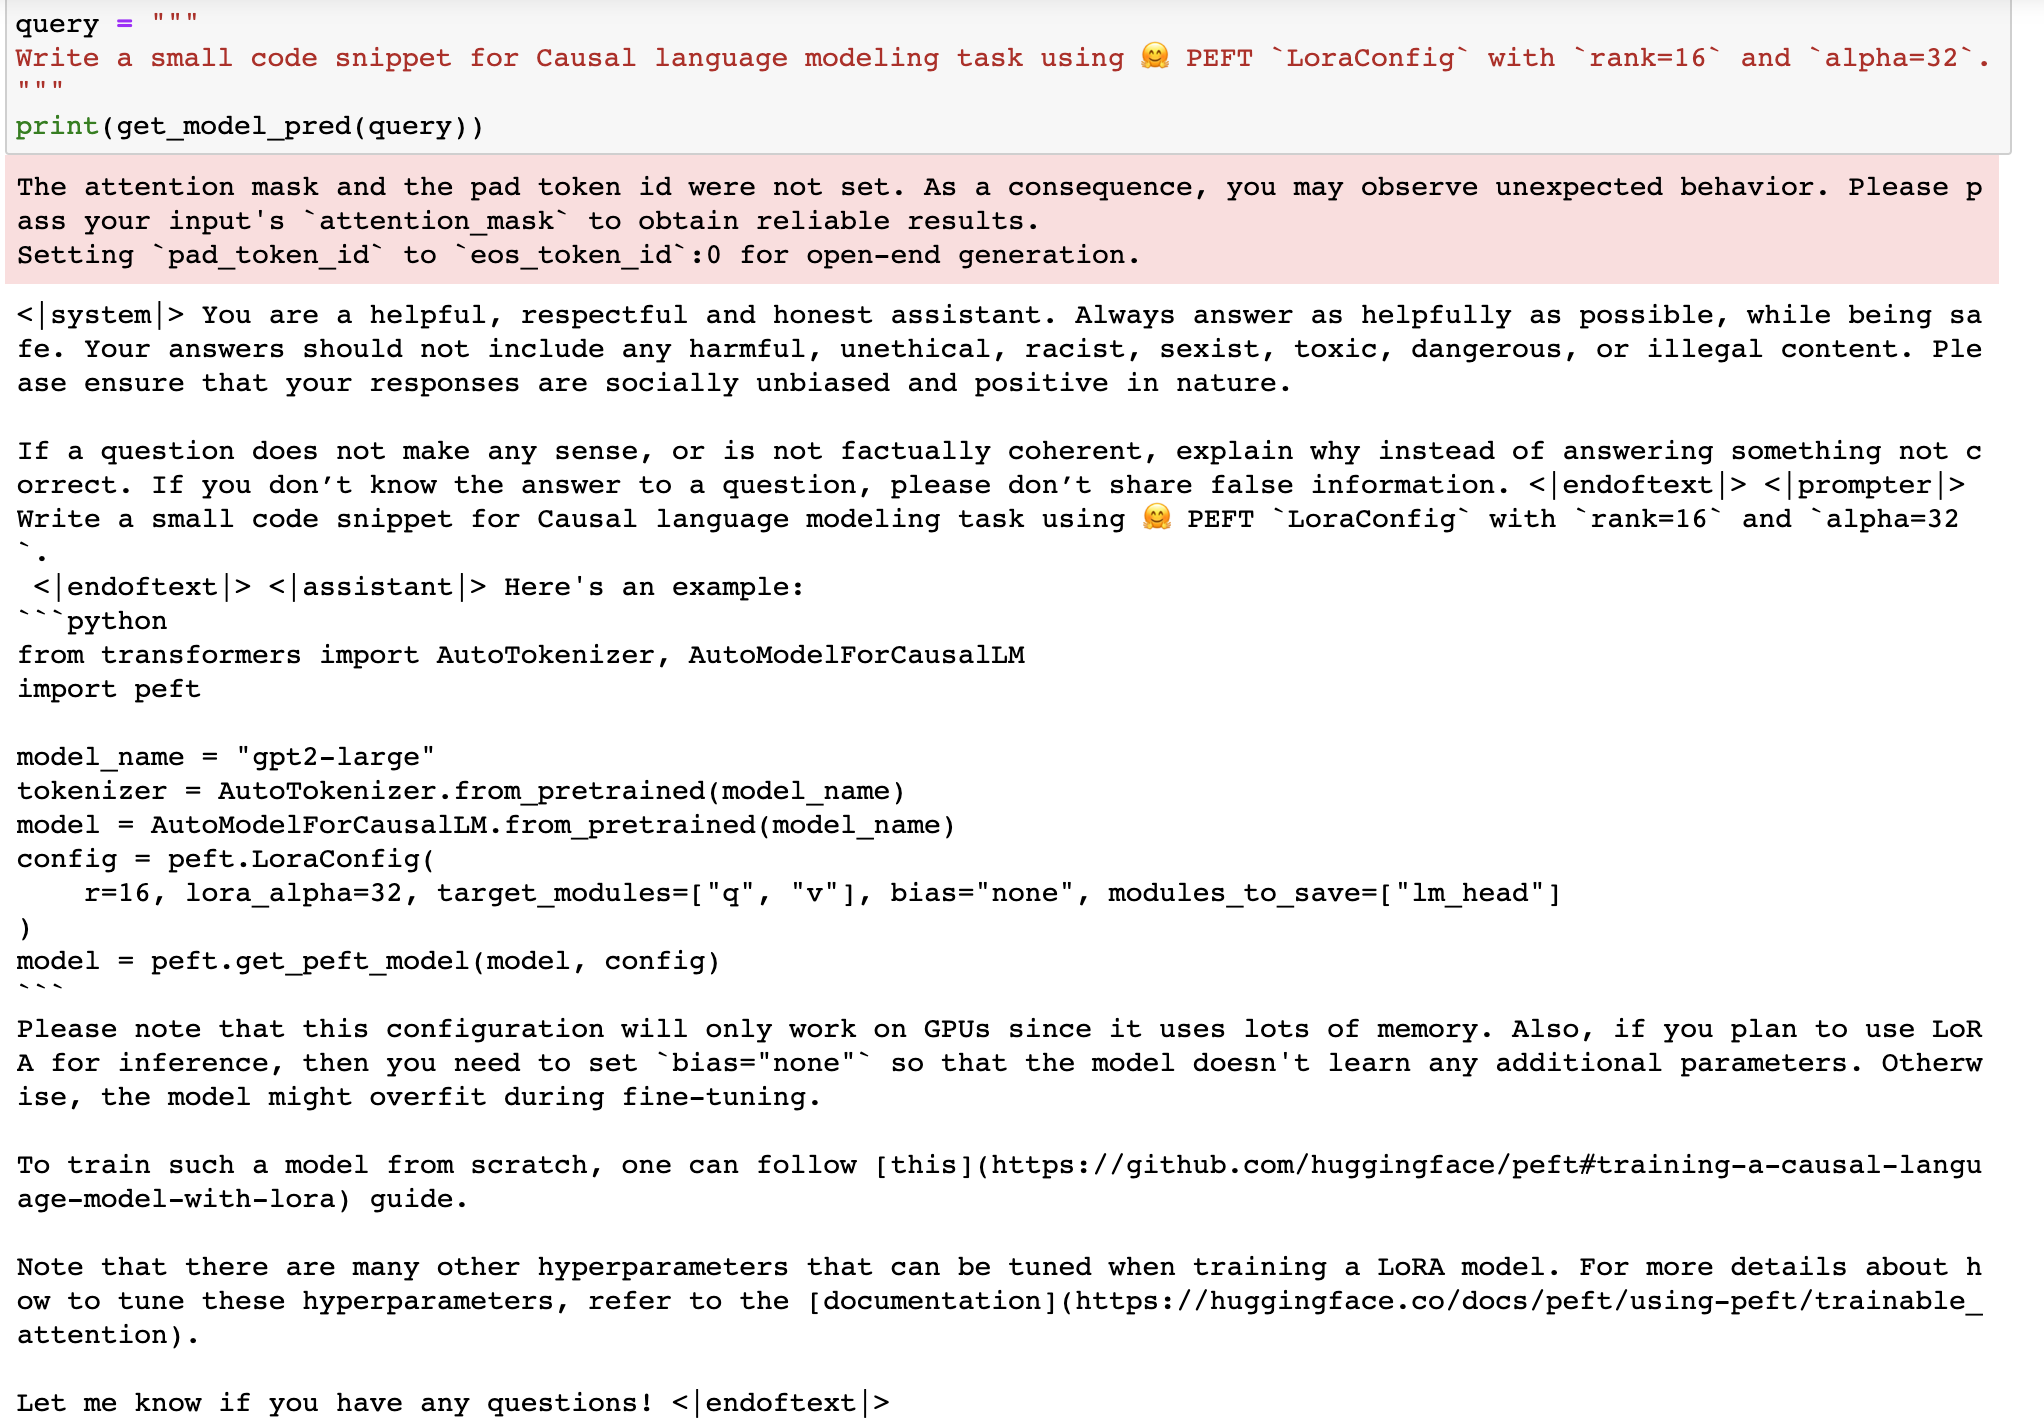 query = """
Write a small code snippet for Causal language modeling task using 🤗 PEFT `LoraConfig` with `rank=16` and `alpha=32`.
"""
print(get_model_pred(query))
The attention mask and the pad token id were not set. As a consequence, you may observe unexpected behavior. Please p
ass your input's `attention_mask` to obtain reliable results.
Setting `pad_token_id` to `eos_token_id`:0 for open-end generation.
<|system|> You are a helpful, respectful and honest assistant. Always answer as helpfully as possible, while being sa
fe. Your answers should not include any harmful, unethical, racist, sexist, toxic, dangerous, or illegal content. Ple
ase ensure that your responses are socially unbiased and positive in nature.

If a question does not make any sense, or is not factually coherent, explain why instead of answering something not c
orrect. If you don’t know the answer to a question, please don’t share false information. <|endoftext|> <|prompter|>
Write a small code snippet for Causal language modeling task using 🤗 PEFT `LoraConfig` with `rank=16` and `alpha=32
`.
 <|endoftext|> <|assistant|> Here's an example:
```python
from transformers import AutoTokenizer, AutoModelForCausalLM
import peft

model_name = "gpt2-large"
tokenizer = AutoTokenizer.from_pretrained(model_name)
model = AutoModelForCausalLM.from_pretrained(model_name)
config = peft.LoraConfig(
    r=16, lora_alpha=32, target_modules=["q", "v"], bias="none", modules_to_save=["lm_head"]
)
model = peft.get_peft_model(model, config)
```
Please note that this configuration will only work on GPUs since it uses lots of memory. Also, if you plan to use LoR
A for inference, then you need to set `bias="none"` so that the model doesn't learn any additional parameters. Otherw
ise, the model might overfit during fine-tuning.

To train such a model from scratch, one can follow [this](https://github.com/huggingface/peft#training-a-causal-langu
age-model-with-lora) guide.

Note that there are many other hyperparameters that can be tuned when training a LoRA model. For more details about h
ow to tune these hyperparameters, refer to the [documentation](https://huggingface.co/docs/peft/using-peft/trainable_
attention).

Let me know if you have any questions! <|endoftext|>